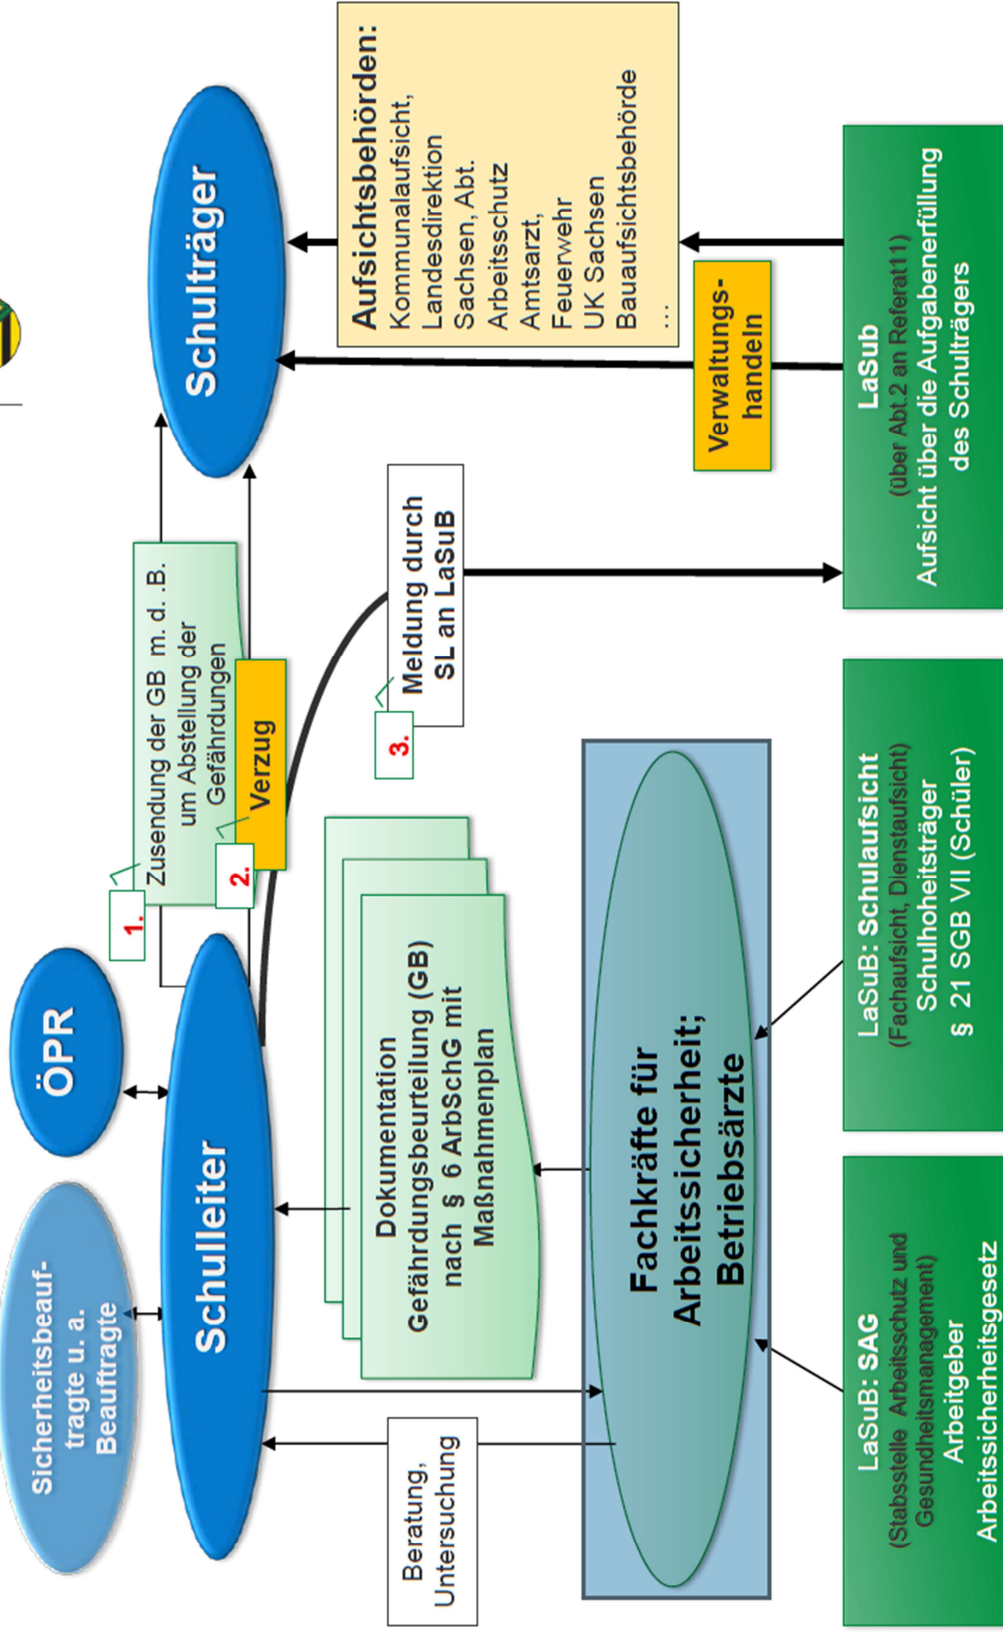 Sicherheitsbeauf-
tragte u. a.
Beauftragte
ÖPR
Schulleiter
Schulträger
1.
Zusendung der GB m. d. .B.
um Abstellung der
Gefährdungen
2.
Verzug
3.
Meldung durch
SL an LaSuB
Beratung,
Untersuchung
Dokumentation
Gefährdungsbeurteilung (GB)
nach § 6 ArbschG mit
Maßnahmenplan
Aufsichtsbehörden:
Kommunalaufsicht,
Landesdirektion
Sachsen, Abt.
Arbeitsschutz
Amtsarzt,
Feuerwehr
UK Sachsen
Bauaufsichtsbehörde
...
Fachkräfte für
Arbeitssicherheit;
Betriebsärzte
Verwaltungs-
handeln
LaSuB: SAG
(Stabsstelle Arbeitsschutz und
Gesundheitsmanagement)
Arbeitgeber
Arbeitssicherheitsgesetz
LaSuB: Schulaufsicht
(Fachaufsicht, Dienstaufsicht)
Schulhoheitsträger
§ 21 SGB VII (Schüler)
LaSub
(über Abt.2 an Referat11)
Aufsicht über die Aufgabenerfüllung
des Schulträgers